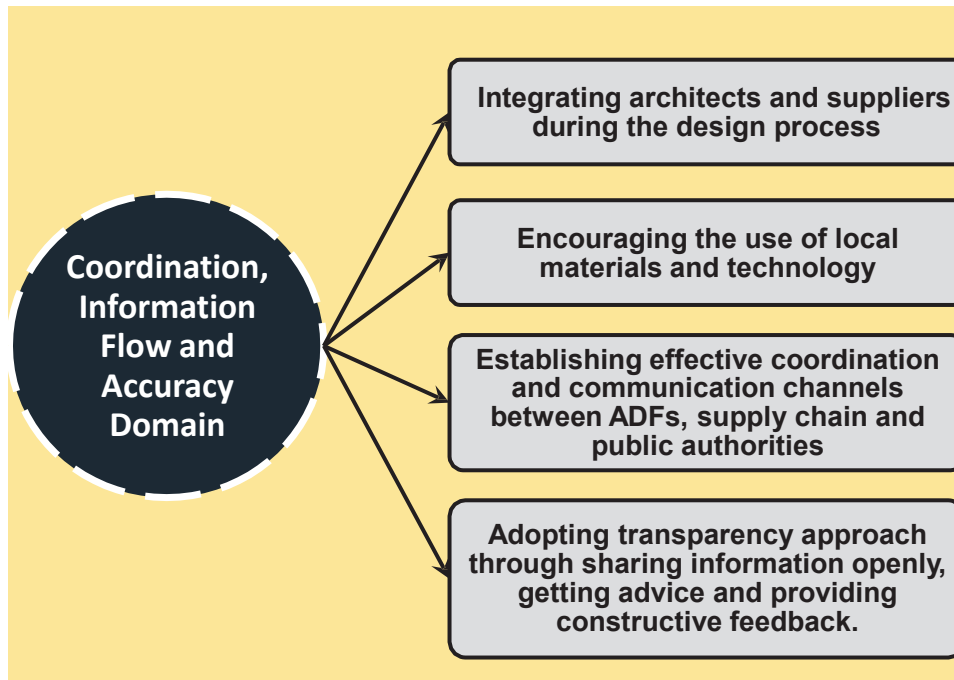 Coordination,
Information
Flow and
Accuracy
Domain
Integrating architects and suppliers
during the design process
Encouraging the use of local
materials and technology
Establishing effective coordination
and communication channels
between ADFs, supply chain and
public authorities
Adopting transparency approach
through sharing information openly,
getting advice and providing
constructive feedback.